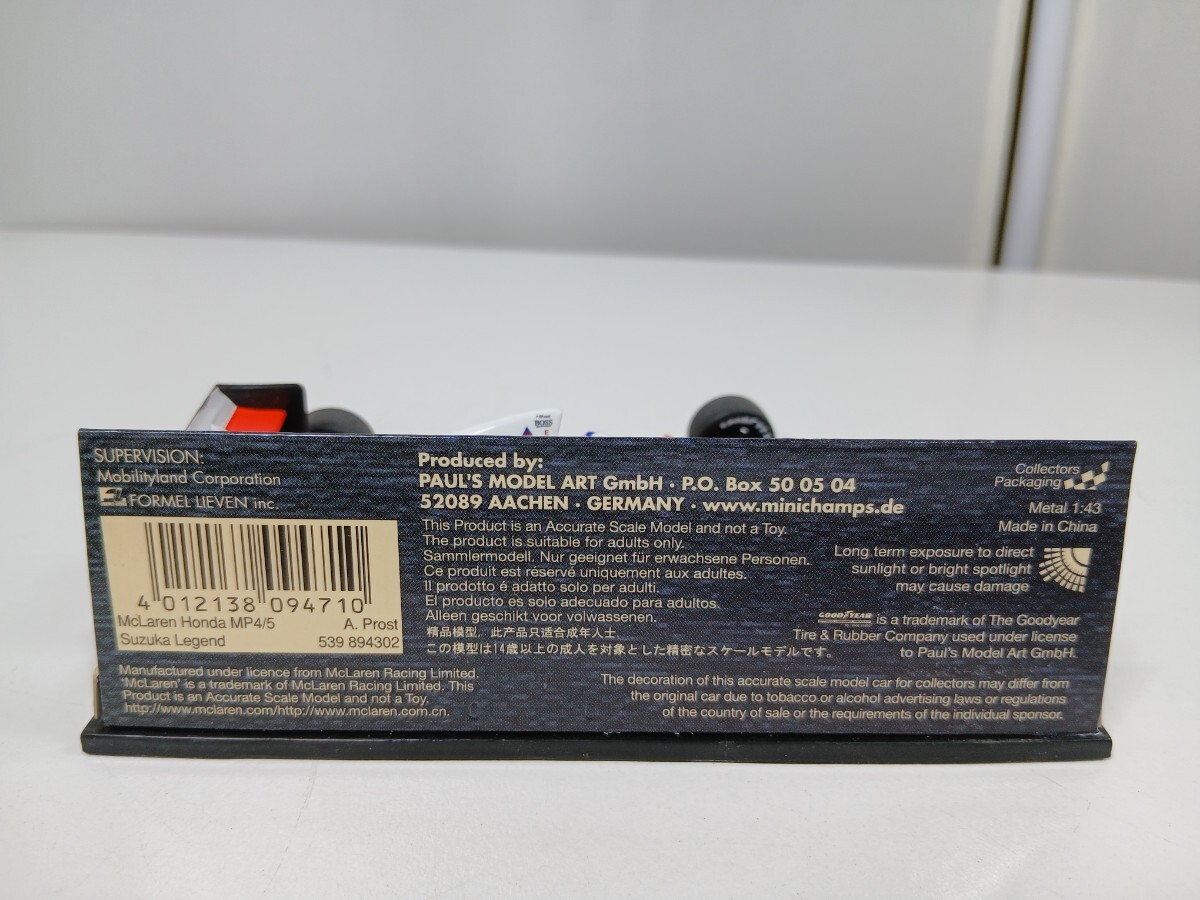 BOSS
SUPERVISION:
Mobilityland Corporation
FORMEL LIEVEN inc.
4 012138 094710
McLaren Honda MP4/5 A. Prost
Suzuka Legend 539 894302
Manufactured under licence from McLaren Racing Limited.
'McLaren' is a trademark of McLaren Racing Limited. This
Product is an Accurate Scale Model and not a Toy.
http://www.mclaren.com/http://www.mclaren.com.cn.
Produced by:
PAUL'S MODEL ART GmbH · P.O. Box 50 05 04
52089 AACHEN · GERMANY · www.minichamps.de
This Product is an Accurate Scale Model and not a Toy.
The product is suitable for adults only.
Sammlermodell. Nur geeignet für erwachsene Personen.
Ce produit est réservé uniquement aux adultes.
Il prodotto é adatto solo per adulti.
El producto es solo adecuado para adultos.
Alleen geschikt voor volwassenen.
精品模型，此产品只适合成年人士.
この模型は14歳以上の成人を対象とした精密なスケールモデルです。
Collectors
Packaging
Metal 1:43
Made in China
Long term exposure to direct
sunlight or bright spotlight
may cause damage
GOODYEAR is a trademark of The Goodyear
Tire & Rubber Company used under license
to Paul's Model Art GmbH.
The decoration of this accurate scale model car for collectors may differ from
the original car due to tobacco or alcohol advertising laws or regulations
of the country of sale or the requirements of the individual sponsor.